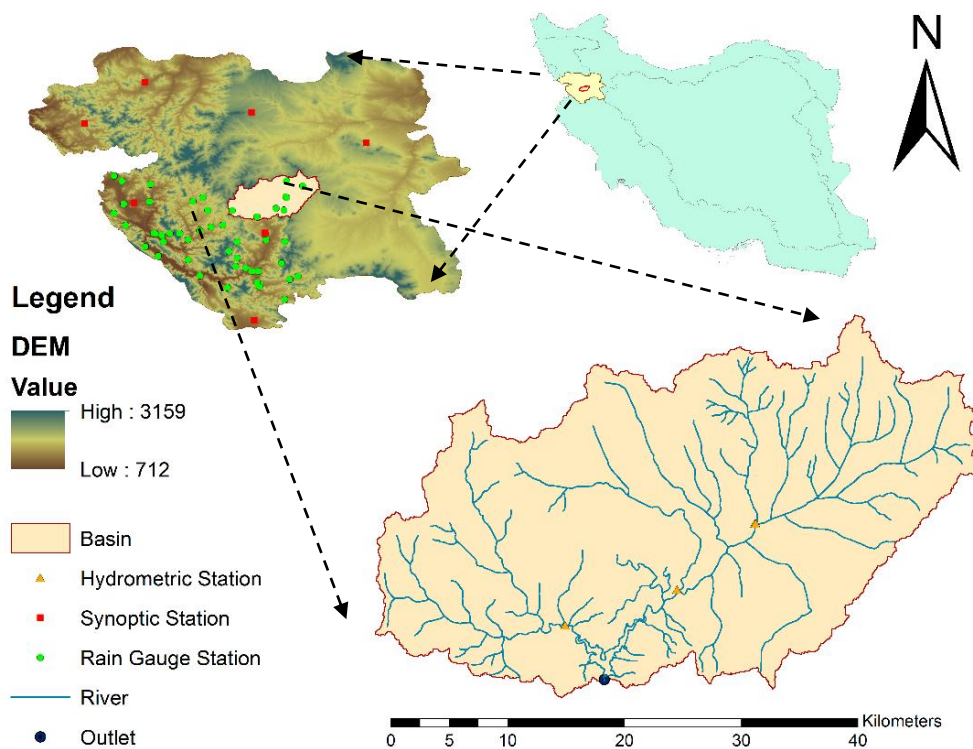 N
Legend
DEM
Value
High : 3159
Low : 712
Basin
Hydrometric Station
Synoptic Station
Rain Gauge Station
River
Outlet
Kilometers
0 5 10 20 30 40